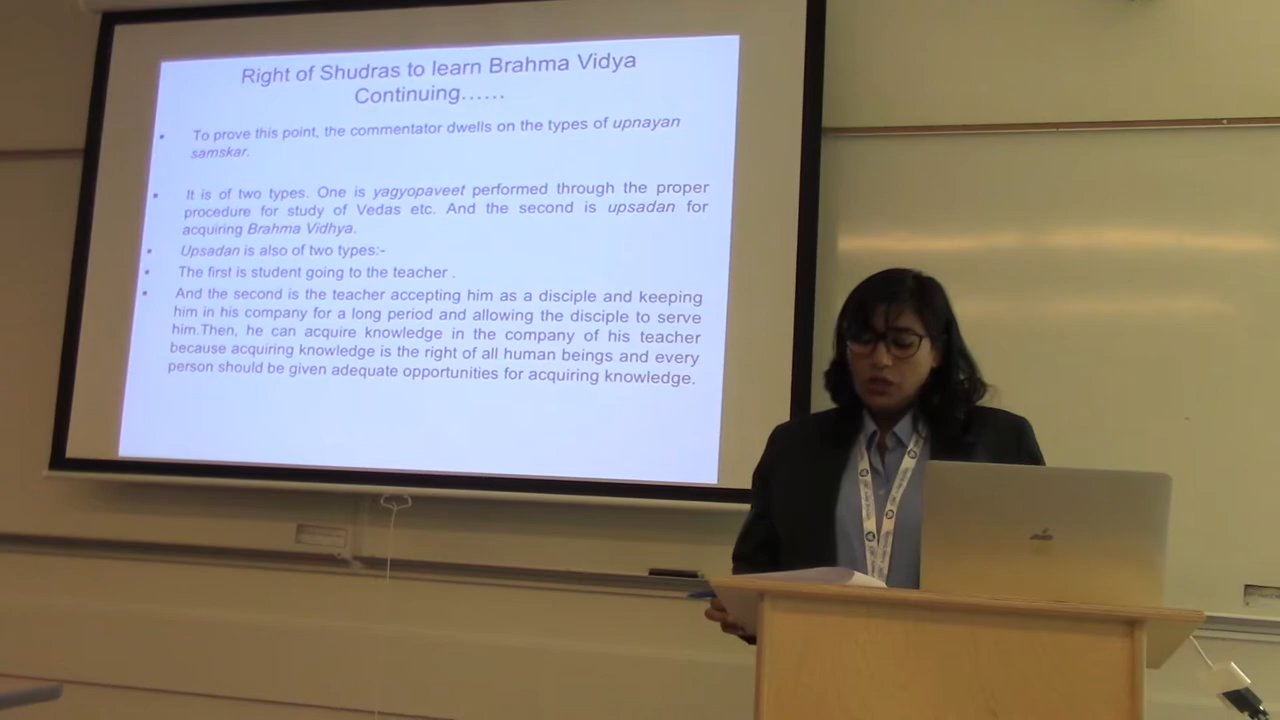 Right of Shudras to learn Brahma Vidya
Continuing……
To prove this point, the commentator dwells on the types of upnayan
samskar.
It is of two types. One is yagyopaveet performed through the proper
procedure for study of Vedas etc. And the second is upsadan for
acquiring Brahma Vidhya.
Upsadan is also of two types:-
The first is student going to the teacher .
And the second is the teacher accepting him as a disciple and keeping
him in his company for a long period and allowing the disciple to serve
him.Then, he can acquire knowledge in the company of his teacher
because acquiring knowledge is the right of all human beings and every
person should be given adequate opportunities for acquiring knowledge.